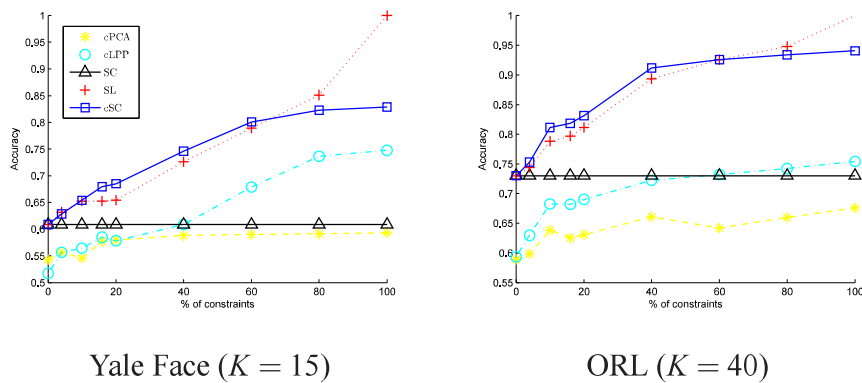 1
0.95
0.9
0.85
0.8
0.75
0.7
0.65
0.6
0.55
0.5
Accuracy
cPCA
cLPP
SC
SL
cSC
0 20 40 60 80 100
% of constraints
Yale Face (K = 15)
1
0.95
0.9
0.85
0.8
0.75
0.7
0.65
0.6
0.55
Accuracy
0 20 40 60 80 100
% of constraints
ORL (K = 40)